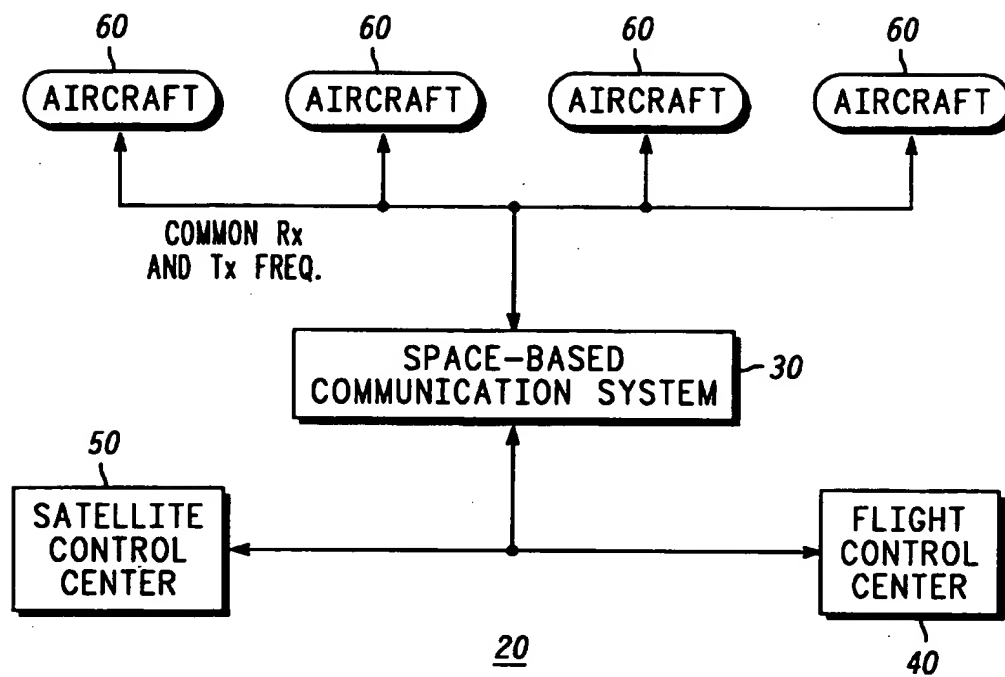 60 60 60 60
AIRCRAFT AIRCRAFT AIRCRAFT AIRCRAFT
COMMON Rx
AND Tx FREQ.
SPACE-BASED
COMMUNICATION SYSTEM
30
50
SATELLITE
CONTROL
CENTER
FLIGHT
CONTROL
CENTER
20
40